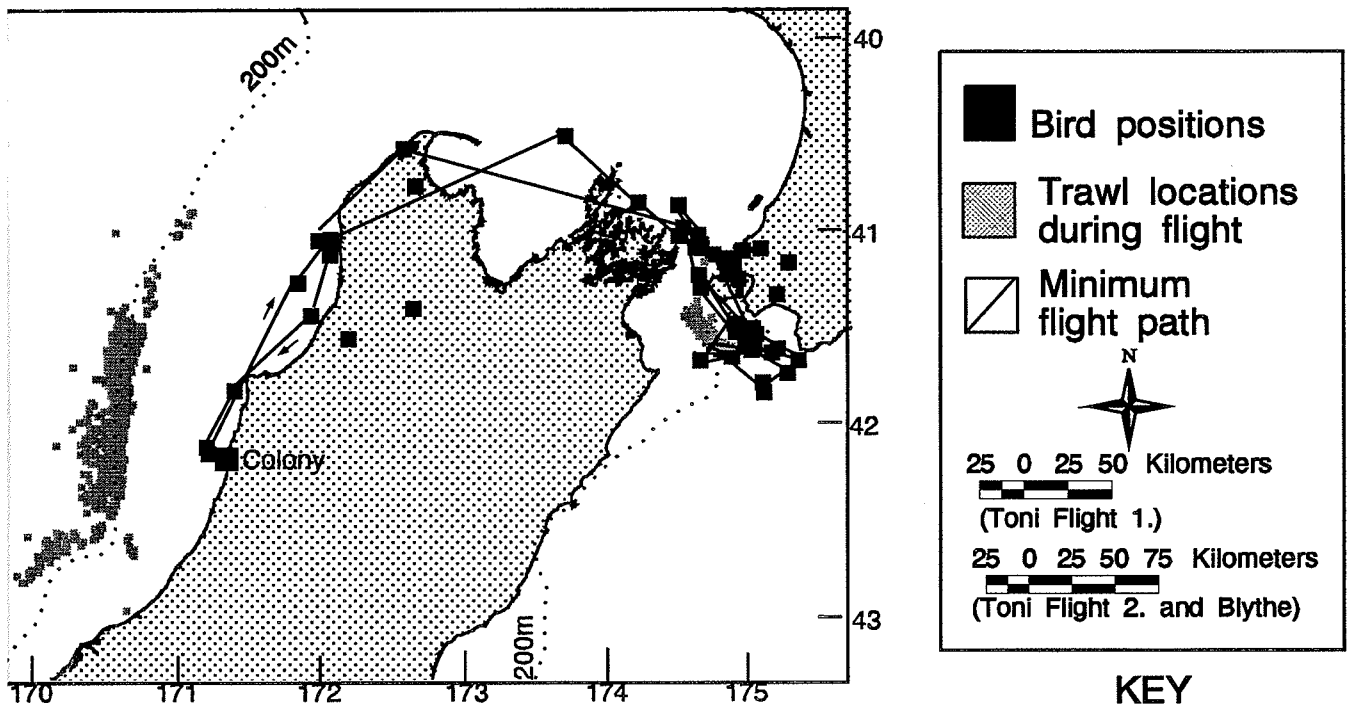 200m
40
41
42
43
Colony
200m
170
171
172
173
174
175
Bird positions
Trawl locations
during flight
Minimum
flight path
N
25 0 25 50 Kilometers
(Toni Flight 1.)
25 0 25 50 75 Kilometers
(Toni Flight 2. and Blythe)
KEY